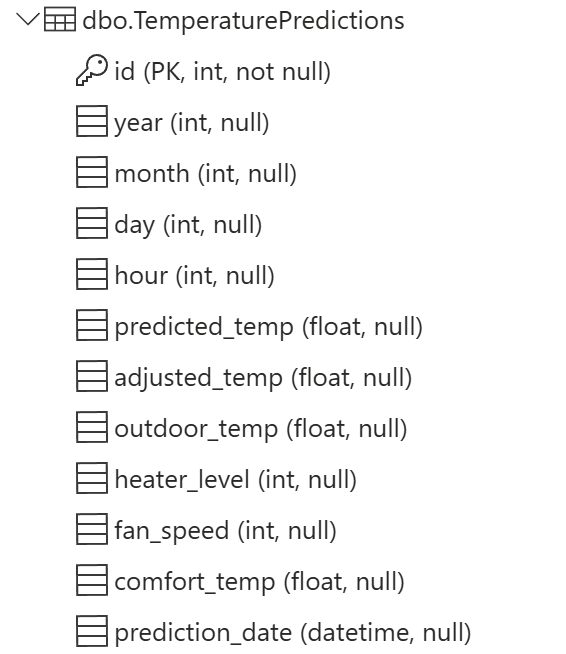 dbo.TemperaturePredictions
id (PK, int, not null)
year (int, null)
month (int, null)
day (int, null)
hour (int, null)
predicted_temp (float, null)
adjusted_temp (float, null)
outdoor_temp (float, null)
heater_level (int, null)
fan_speed (int, null)
comfort_temp (float, null)
prediction_date (datetime, null)